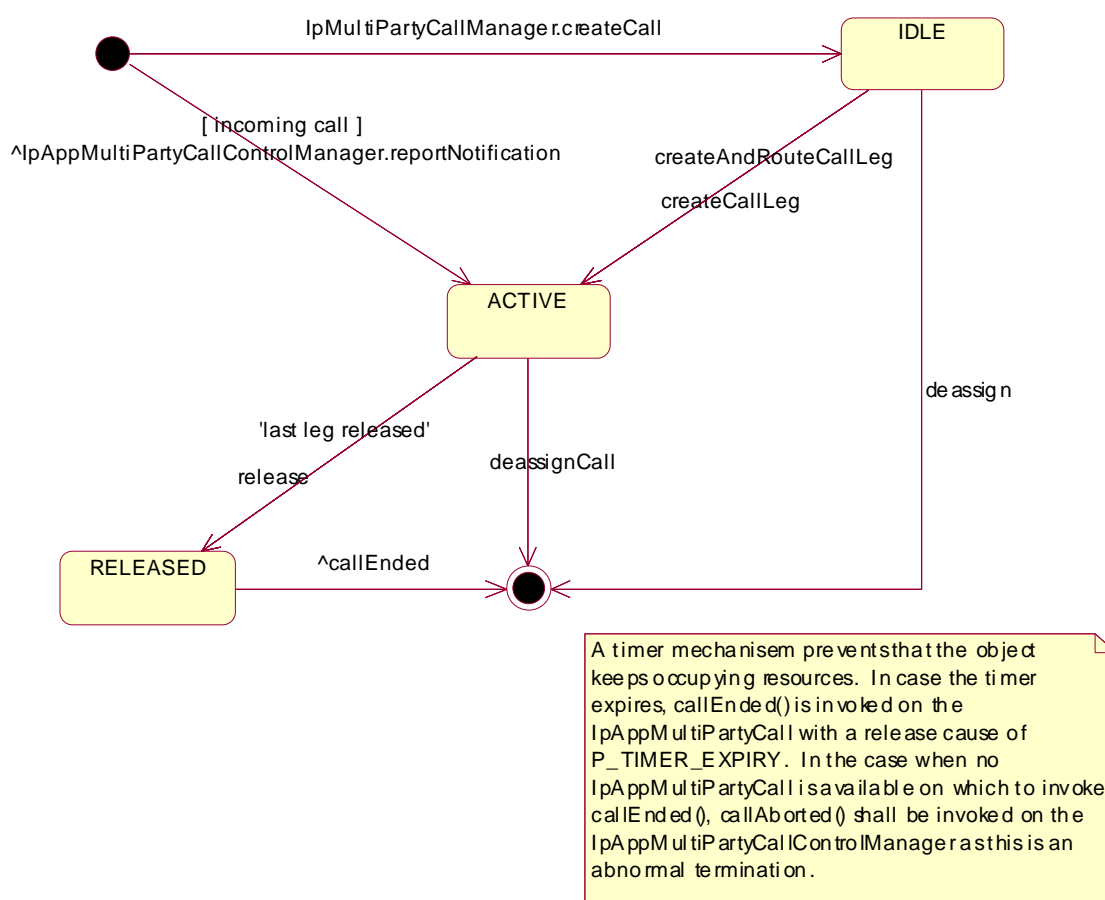 IpMultiPartyCallManager.createCall
IDLE
[ incoming call ]
^IpAppMultiPartyCallControlManager.reportNotification
createAndRouteCallLeg
createCallLeg
ACTIVE
deassign
'last leg released'
release
deassignCall
RELEASED
^callEnded
A timer mechanisem prevents that the object
keeps occupying resources. In case the timer
expires, callEnded() is invoked on the
IpAppMultiPartyCall with a release cause of
P_TIMER_EXPIRY. In the case when no
IpAppMultiPartyCall is available on which to invoke
callEnded(), callAborted() shall be invoked on the
IpAppMultiPartyCallControlManager as this is an
abnormal termination.